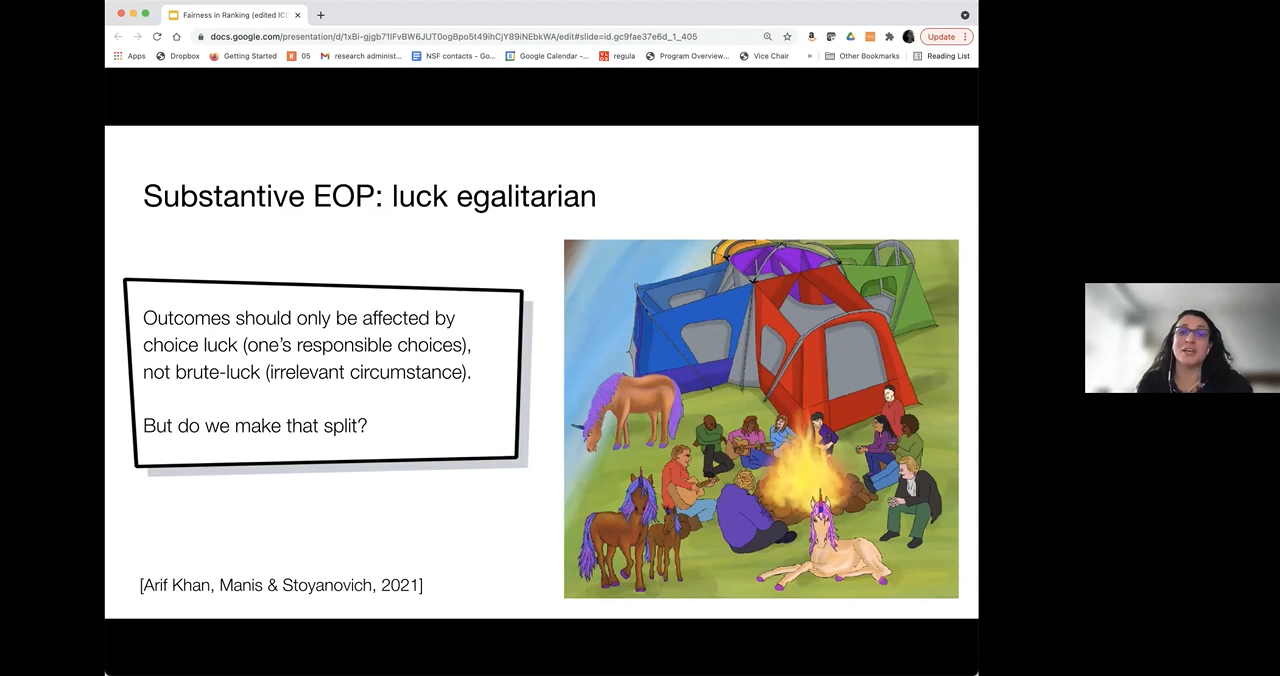 Fairness in Ranking (edited IC
docs.google.com/presentation/d/1xBi-gjgb71IFvBW6JUT0ogBpo5t49ihCjY89iNEbkWA/edit#slide=id.gc9fae37e6d_1_405
Update
Apps Dropbox Getting Started 05 research administ... NSF contacts - Go... Google Calendar -... regula Program Overview... Vice Chair » Other Bookmarks Reading List
Substantive EOP: luck egalitarian
Outcomes should only be affected by
choice luck (one's responsible choices),
not brute-luck (irrelevant circumstance).
But do we make that split?
[Arif Khan, Manis & Stoyanovich, 2021]